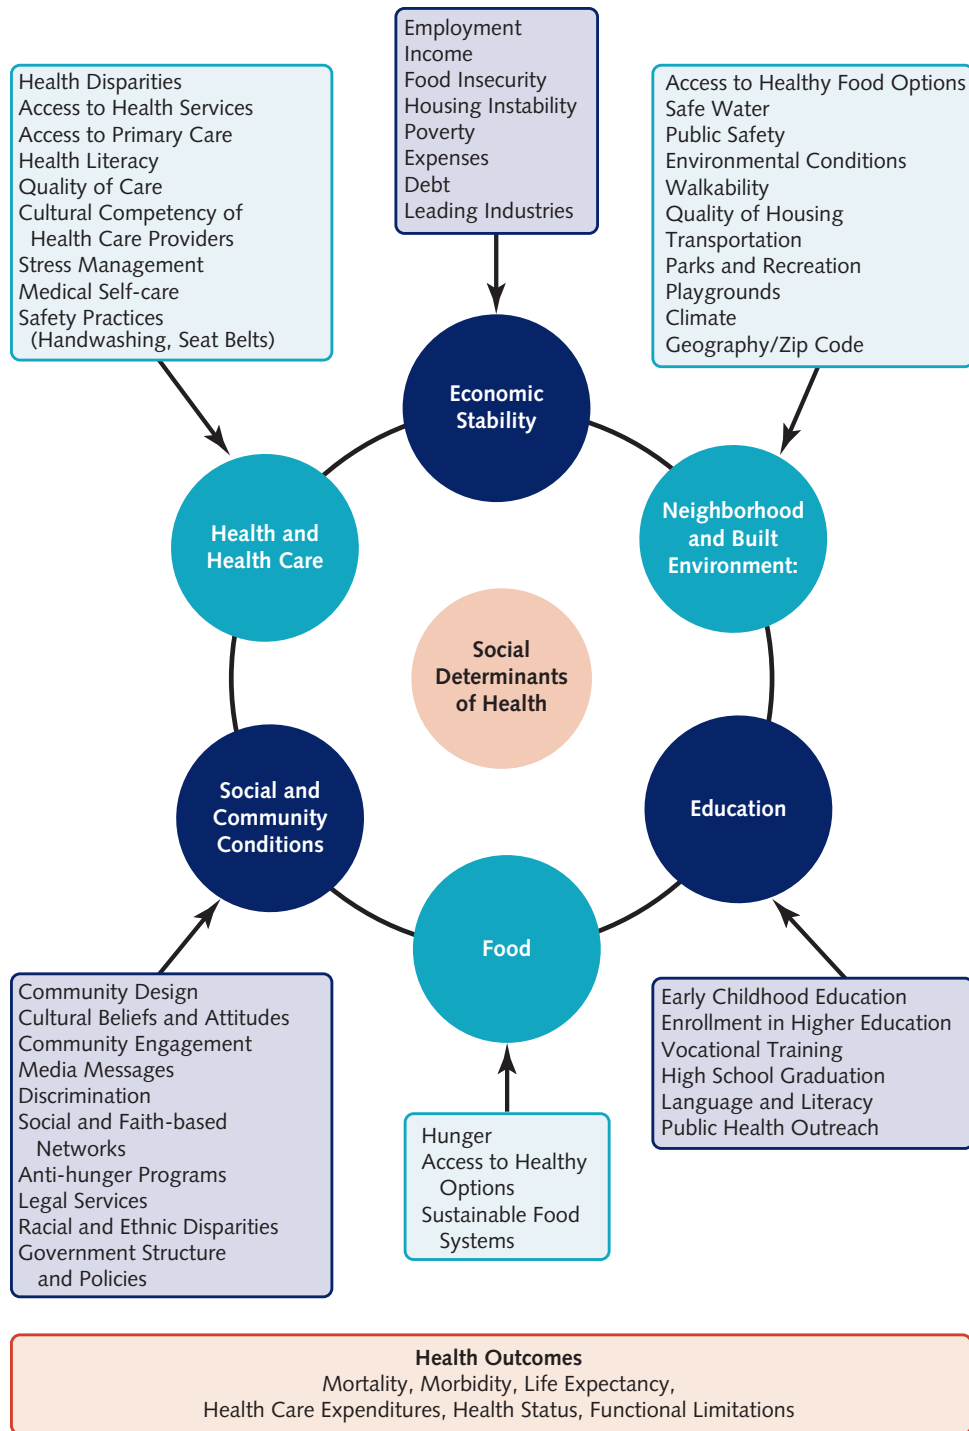 Employment
Income
Food Insecurity
Housing Instability
Poverty
Expenses
Debt
Leading Industries
Health Disparities
Access to Health Services
Access to Primary Care
Health Literacy
Quality of Care
Cultural Competency of
Health Care Providers
Stress Management
Medical Self-care
Safety Practices
(Handwashing, Seat Belts)
Access to Healthy Food Options
Safe Water
Public Safety
Environmental Conditions
Walkability
Quality of Housing
Transportation
Parks and Recreation
Playgrounds
Climate
Geography/Zip Code
Economic
Stability
Health and
Health Care
Neighborhood
and Built
Environment:
Social
Determinants
of Health
Social and
Community
Conditions
Education
Food
Community Design
Cultural Beliefs and Attitudes
Community Engagement
Media Messages
Discrimination
Social and Faith-based
Networks
Anti-hunger Programs
Legal Services
Racial and Ethnic Disparities
Government Structure
and Policies
Hunger
Access to Healthy
Options
Sustainable Food
Systems
Early Childhood Education
Enrollment in Higher Education
Vocational Training
High School Graduation
Language and Literacy
Public Health Outreach
Health Outcomes
Mortality, Morbidity, Life Expectancy,
Health Care Expenditures, Health Status, Functional Limitations